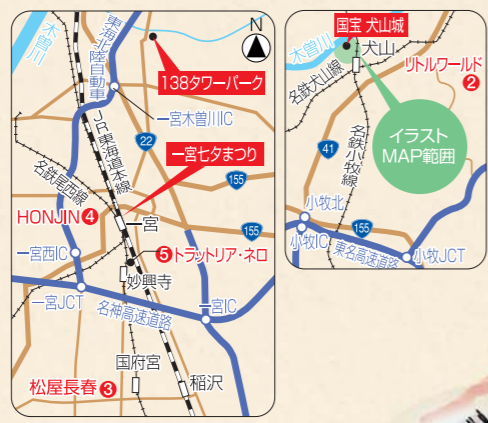 木曽川
東海北陸自動車
N
138タワーパーク
一宮木曽川IC
22
JR東海道本線
一宮七夕まつり
155
名鉄尾西線
HONJIN❹
一宮
155
一宮西IC
❺トラットリア・ネロ
妙興寺
一宮JCT
名神高速道路
一宮IC
国府宮
松屋長春❸
稲沢
国宝 犬山城
木曽川
犬山
リトルワールド
❷
名鉄犬山線
イラスト
MAP範囲
名鉄小牧線
41
小牧北
155
小牧IC
東名高速道路
小牧JCT